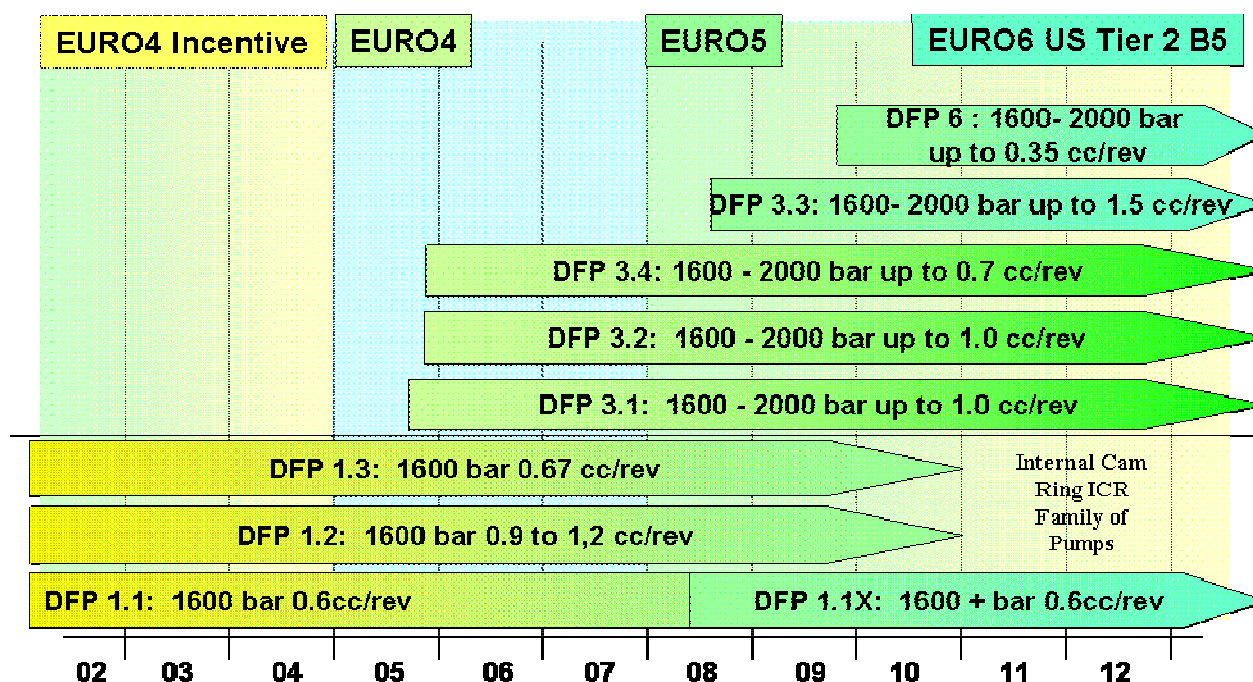 EURO4 Incentive
EURO4
EURO5
EURO6 US Tier 2 B5
DFP 6 : 1600- 2000 bar
up to 0.35 cc/rev
DFP 3.3: 1600- 2000 bar up to 1.5 cc/rev
DFP 3.4: 1600 - 2000 bar up to 0.7 cc/rev
DFP 3.2: 1600 - 2000 bar up to 1.0 cc/rev
DFP 3.1: 1600 - 2000 bar up to 1.0 cc/rev
DFP 1.3: 1600 bar 0.67 cc/rev
Internal Cam
Ring ICR
Family of
Pumps
DFP 1.2: 1600 bar 0.9 to 1,2 cc/rev
DFP 1.1: 1600 bar 0.6cc/rev
DFP 1.1X: 1600 + bar 0.6cc/rev
02 03 04 05 06 07 08 09 10 11 12